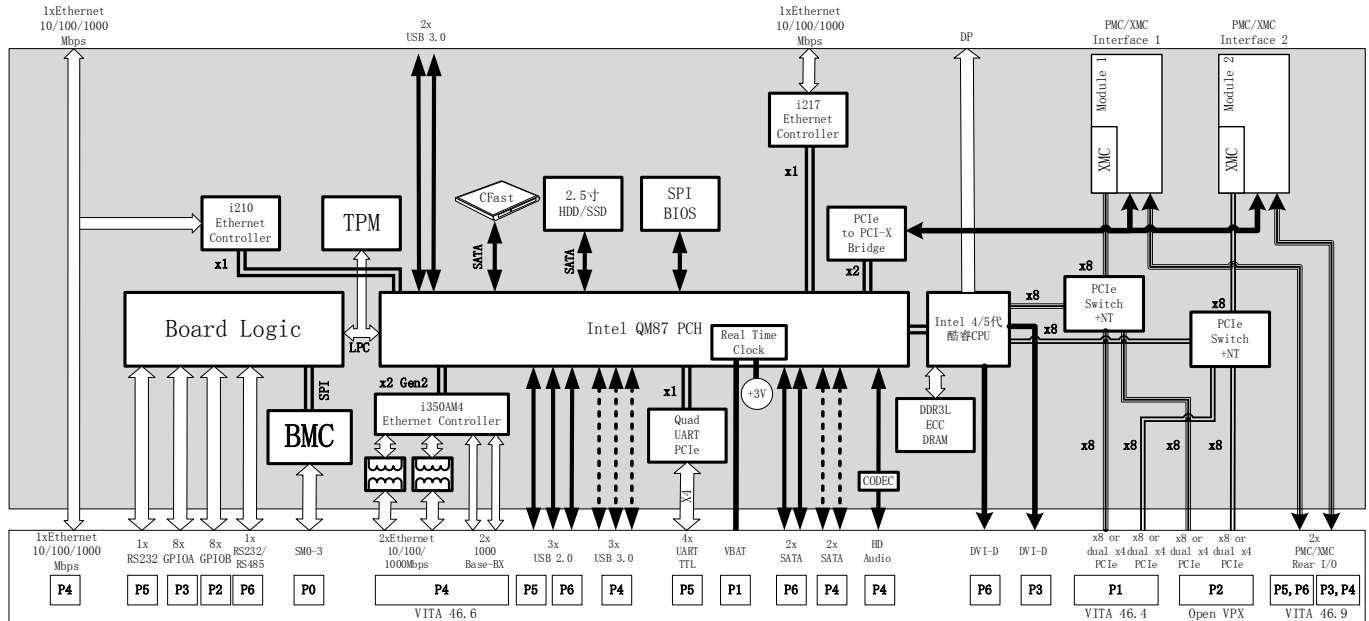 1xEthernet
10/100/1000
Mbps
2x
USB 3.0
1xEthernet
10/100/1000
Mbps
DP
PMC/XMC
Interface 1
PMC/XMC
Interface 2
Module 1
XMC
Module 2
XMC
i217
Ethernet
Controller
x1
i210
Ethernet
Controller
x1
TPM
CFast
SATA
2.5寸
HDD/SSD
SATA
SPI
BIOS
PCIe
to PCI-X
Bridge
x2
x8
x8
PCIe
Switch
+NT
x8
x8
x8
PCIe
Switch
+NT
Board Logic
LPC
Intel QM87 PCH
Real Time
Clock
+3V
Intel 4/5代
酷睿CPU
SPI
BMC
x2 Gen2
i350AM4
Ethernet Controller
x1
Quad
UART
PCIe
X4
DDR3L
ECC
DRAM
CODEC
x8
x8
x8
x8
1xEthernet
10/100/1000
Mbps
P4
1x
RS232
P5
8x
GPIOA
P3
8x
GPIOB
P2
1x
RS232/
RS485
P6
SMO-3
P0
2xEthernet
10/100/
1000Mbps
2x
1000
Base-BX
P4
VITA 46.6
3x
USB 2.0
P5
P6
3x
USB 3.0
P4
4x
UART
TTL
P5
VBAT
P1
2x
SATA
P6
2x
SATA
P4
HD
Audio
P4
DVI-D
P6
DVI-D
P3
x8 or
dual x4
PCIe
x8 or
dual x4
PCIe
P1
VITA 46.4
x8 or
dual x4
PCIe
x8 or
dual x4
PCIe
P2
Open VPX
2x
PMC/XMC
Rear I/O
P5,P6
P3,P4
VITA 46.9